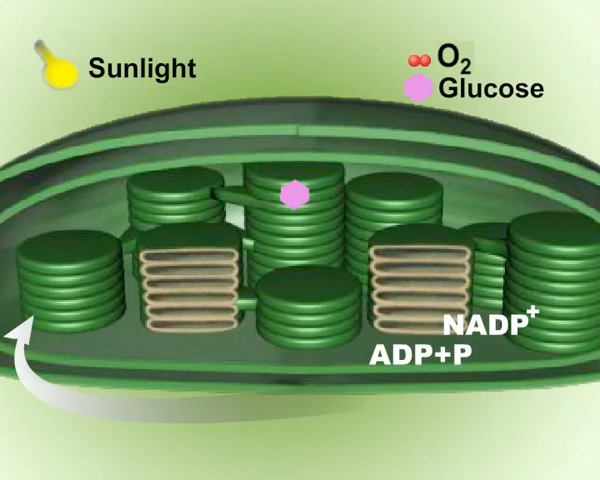 Sunlight
O₂
Glucose
NADP⁺
ADP+P